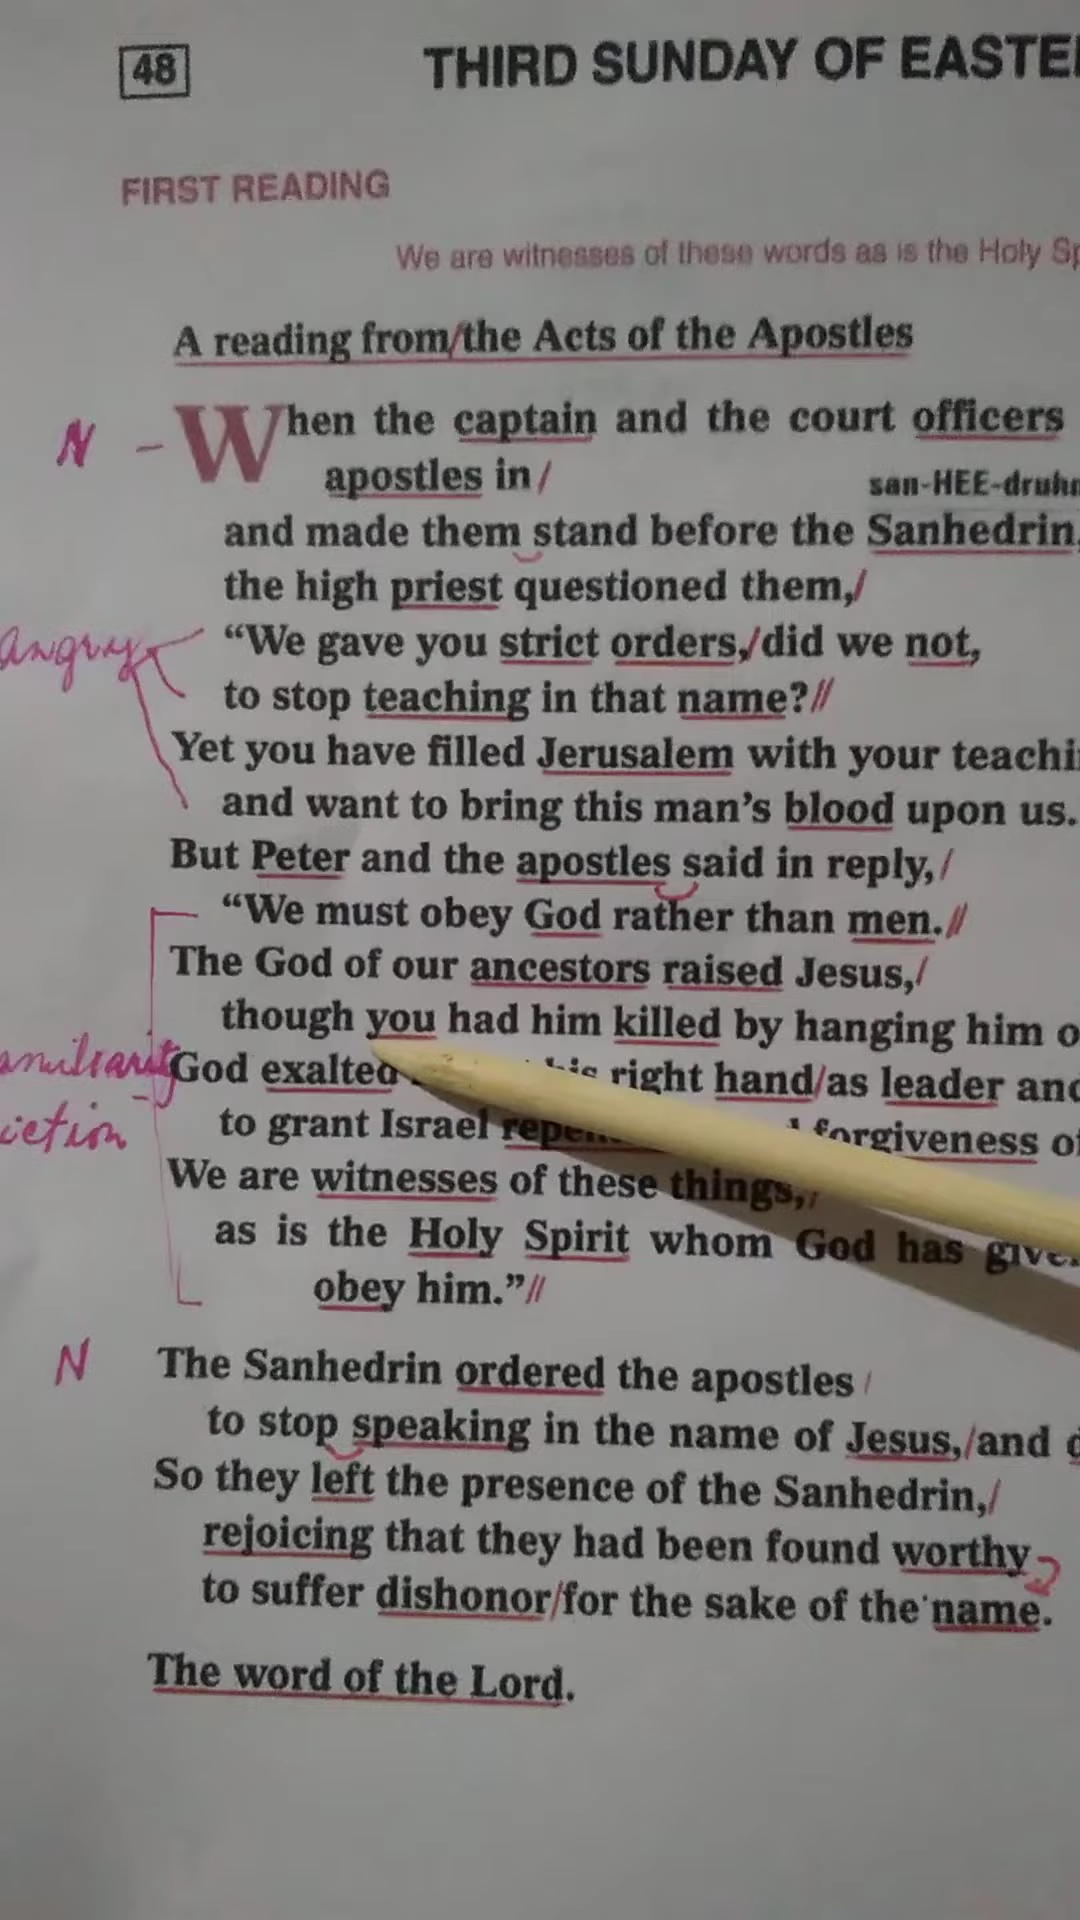 48
THIRD SUNDAY OF EASTE
FIRST READING
We are witnesses of these words as is the Holy Sp
A reading from/the Acts of the Apostles
N - When the captain and the court officers
apostles in/
san-HEE-druhn
and made them stand before the Sanhedrin,
the high priest questioned them,/
angry
“We gave you strict orders,/did we not,
to stop teaching in that name?//
Yet you have filled Jerusalem with your teachi
and want to bring this man’s blood upon us.
But Peter and the apostles said in reply,/
“We must obey God rather than men.//
The God of our ancestors raised Jesus,/
though you had him killed by hanging him o
God exalted his right hand/as leader and
iction
to grant Israel forgiveness of
We are witnesses of these things,/
as is the Holy Spirit whom God has give
obey him.”//
N
The Sanhedrin ordered the apostles /
to stop speaking in the name of Jesus,/and d
So they left the presence of the Sanhedrin,/
rejoicing that they had been found worthy
to suffer dishonor/for the sake of the name.
The word of the Lord.